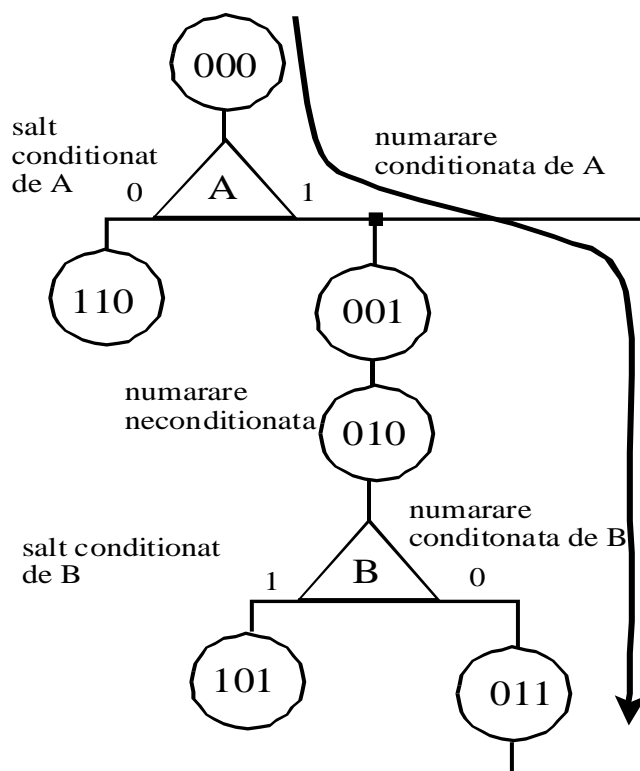 000
salt
conditionat
de A
numarare
conditionata de A
0
A
1
110
001
numarare
neconditionata
010
numarare
conditonata de B
salt conditionat
de B
1
B
0
101
011